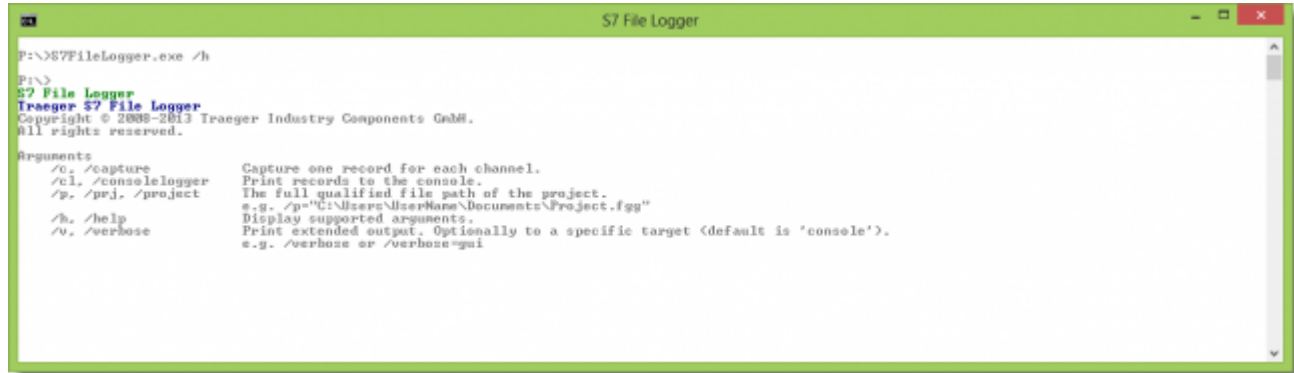 S7 File Logger
P:\>S7FileLogger.exe /h
P:\>
S7 File Logger
Traeger S7 File Logger
Copyright © 2008-2013 Traeger Industry Components GmbH.
All rights reserved.
Arguments
/c, /capture Capture one record for each channel.
/cl, /consolelogger Print records to the console.
/p, /prj, /project The full qualified file path of the project.
e.g. /p="C:\Users\UserName\Documents\Project.fgg"
/h, /help Display supported arguments.
/v, /verbose Print extended output. Optionally to a specific target (default is 'console').
e.g. /verbose or /verbose=gui